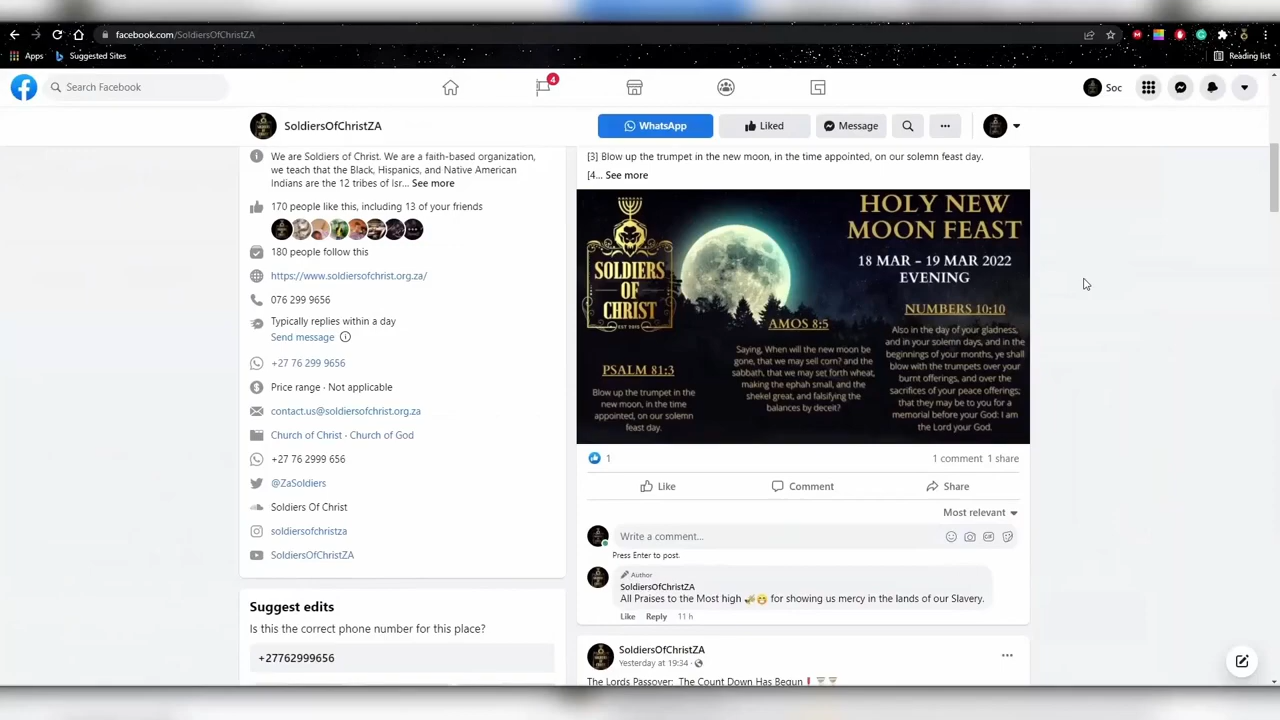 facebook.com/SoldiersOfChristZA
Apps
Suggested Sites
Reading list
Search Facebook
4
Soc
SoldiersOfChristZA
WhatsApp
Liked
Message
We are Soldiers of Christ. We are a faith-based organization,
we teach that the Black, Hispanics, and Native American
Indians are the 12 tribes of Isr... See more
170 people like this, including 13 of your friends
180 people follow this
https://www.soldiersofchrist.org.za/
076 299 9656
Typically replies within a day
Send message
+27 76 299 9656
Price range · Not applicable
contact.us@soldiersofchrist.org.za
Church of Christ · Church of God
+27 76 2999 656
@ZaSoldiers
Soldiers Of Christ
soldiersofchristza
SoldiersOfChristZA
Suggest edits
Is this the correct phone number for this place?
+27762999656
[3] Blow up the trumpet in the new moon, in the time appointed, on our solemn feast day.
[4... See more
SOLDIERS
OF
CHRIST
EST 2015
PSALM 81:3
Blow up the trumpet in the
new moon, in the time
appointed, on our solemn
feast day.
AMOS 8:5
Saying, When will the new moon be
gone, that we may sell corn? and the
sabbath, that we may set forth wheat,
making the ephah small, and the
shekel great, and falsifying the
balances by deceit?
HOLY NEW
MOON FEAST
18 MAR – 19 MAR 2022
EVENING
NUMBERS 10:10
Also in the day of your gladness,
and in your solemn days, and in the
beginnings of your months, ye shall
blow with the trumpets over your
burnt offerings, and over the
sacrifices of your peace offerings,
that they may be to you for a
memorial before your God: I am
the Lord your God.
1
1 comment 1 share
Like
Comment
Share
Most relevant
Write a comment...
Press Enter to post.
Author
SoldiersOfChristZA
All Praises to the Most high for showing us mercy in the lands of our Slavery.
Like Reply 11 h
SoldiersOfChristZA
Yesterday at 19:34 ·
The Lords Passover: The Count Down Has Begun❗⏳⏳